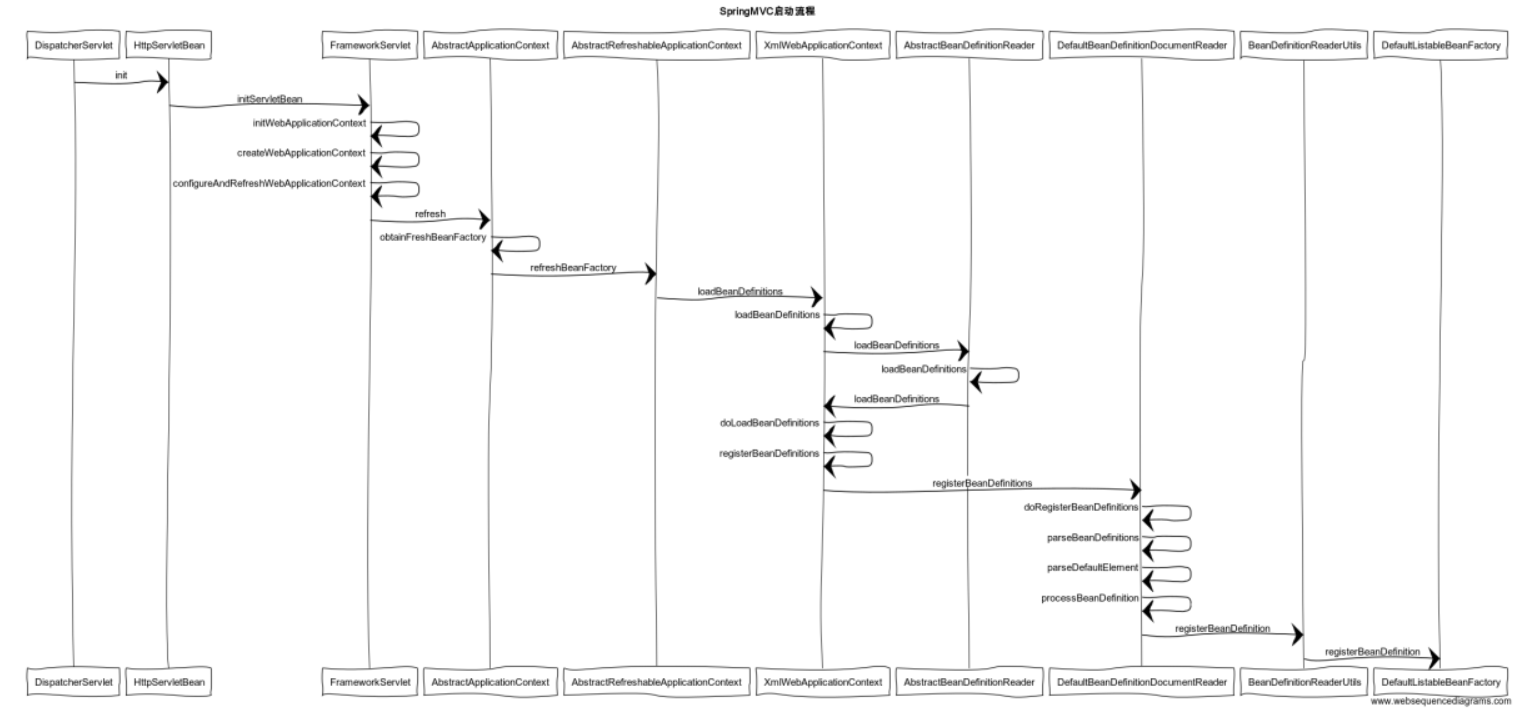 SpringMVC启动流程
DispatcherServlet
HttpServletBean
FrameworkServlet
AbstractApplicationContext
AbstractRefreshableApplicationContext
XmlWebApplicationContext
AbstractBeanDefinitionReader
DefaultBeanDefinitionDocumentReader
BeanDefinitionReaderUtils
DefaultListableBeanFactory
init
initServletBean
initWebApplicationContext
createWebApplicationContext
configureAndRefreshWebApplicationContext
refresh
obtainFreshBeanFactory
refreshBeanFactory
loadBeanDefinitions
loadBeanDefinitions
loadBeanDefinitions
loadBeanDefinitions
loadBeanDefinitions
doLoadBeanDefinitions
registerBeanDefinitions
registerBeanDefinitions
doRegisterBeanDefinitions
parseBeanDefinitions
parseDefaultElement
processBeanDefinition
registerBeanDefinition
registerBeanDefinition
DispatcherServlet
HttpServletBean
FrameworkServlet
AbstractApplicationContext
AbstractRefreshableApplicationContext
XmlWebApplicationContext
AbstractBeanDefinitionReader
DefaultBeanDefinitionDocumentReader
BeanDefinitionReaderUtils
DefaultListableBeanFactory
www.websequencediagrams.com